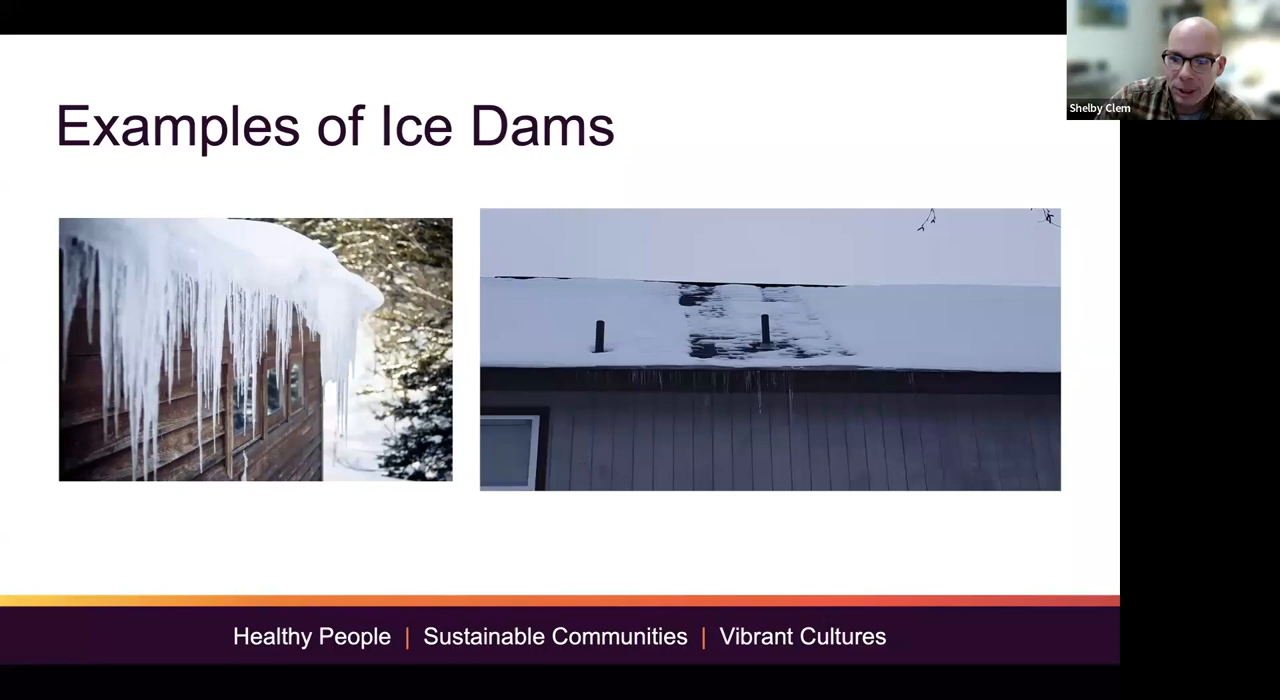 Shelby Clem
Examples of Ice Dams
Healthy People | Sustainable Communities | Vibrant Cultures